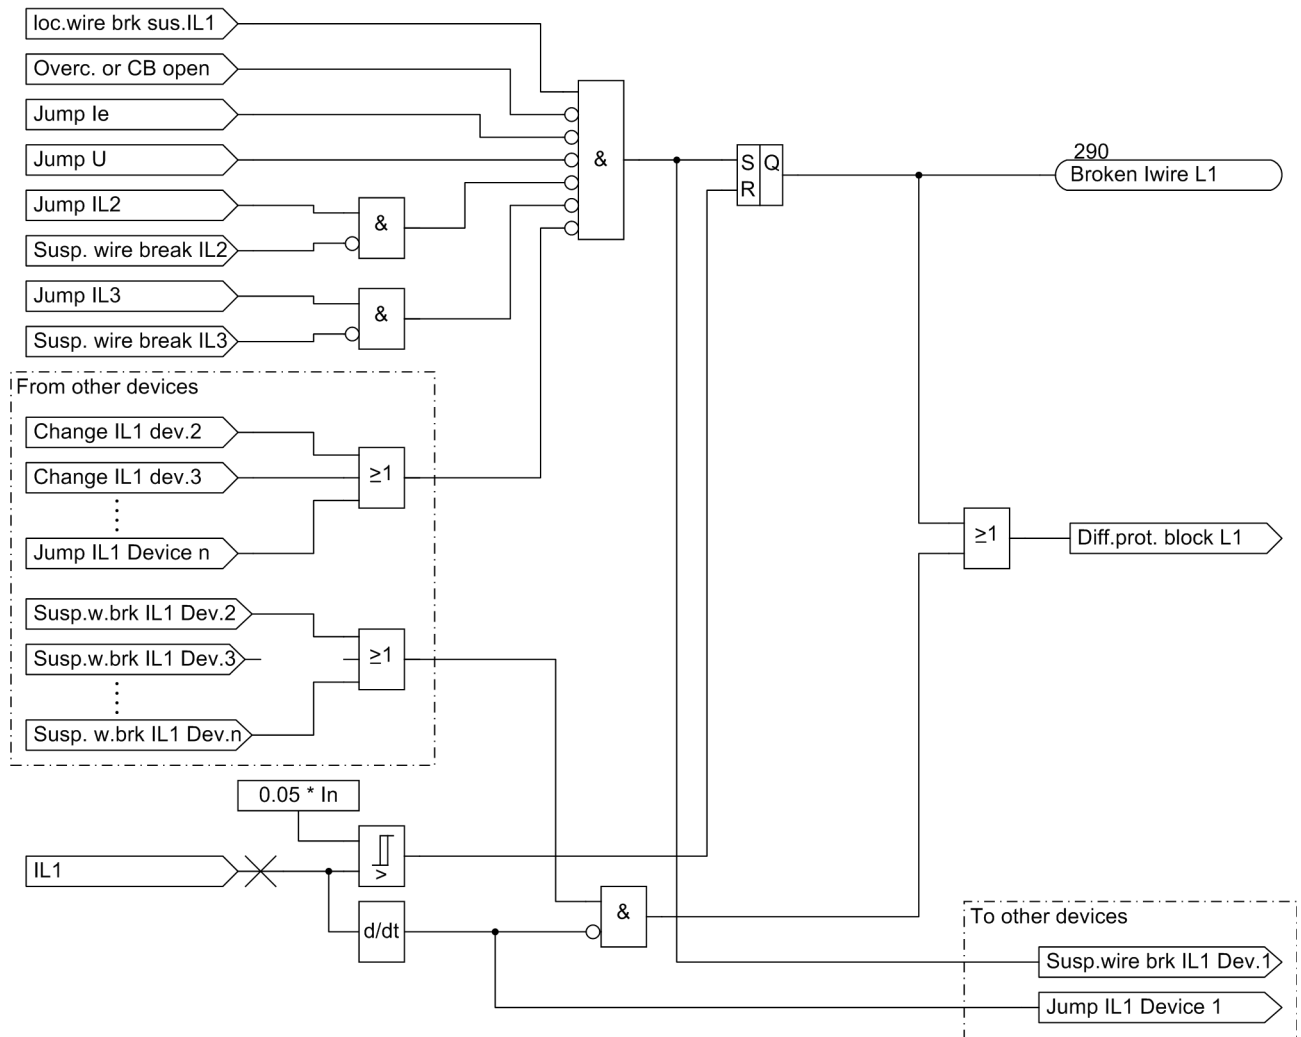 loc.wire brk sus.IL1
Overc. or CB open
Jump Ie
Jump U
Jump IL2
Susp. wire break IL2
&
Jump IL3
Susp. wire break IL3
&
&
S Q
R
290
Broken Iwire L1
From other devices
Change IL1 dev.2
Change IL1 dev.3
Jump IL1 Device n
≥1
Susp.w.brk IL1 Dev.2
Susp.w.brk IL1 Dev.3
Susp. w.brk IL1 Dev.n
≥1
≥1
Diff.prot. block L1
0.05 * In
IL1
d/dt
&
To other devices
Susp.wire brk IL1 Dev.1
Jump IL1 Device 1